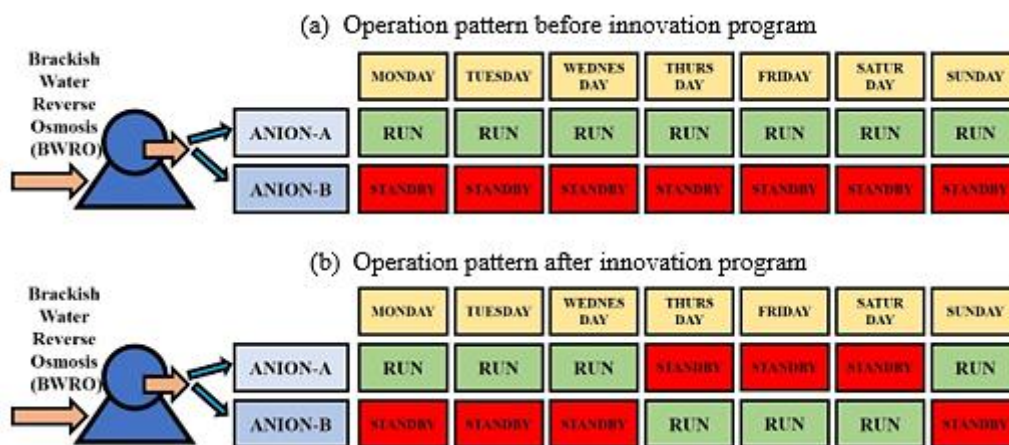 (a) Operation pattern before innovation program
Brackish
Water
Reverse
Osmosis
(BWRO)
MONDAY
TUESDAY
WEDNES
DAY
THURS
DAY
FRIDAY
SATUR
DAY
SUNDAY
ANION-A
RUN
RUN
RUN
RUN
RUN
RUN
RUN
ANION-B
STANDBY
STANDBY
STANDBY
STANDBY
STANDBY
STANDBY
STANDBY
(b) Operation pattern after innovation program
Brackish
Water
Reverse
Osmosis
(BWRO)
MONDAY
TUESDAY
WEDNES
DAY
THURS
DAY
FRIDAY
SATUR
DAY
SUNDAY
ANION-A
RUN
RUN
RUN
STANDBY
STANDBY
STANDBY
RUN
ANION-B
STANDBY
STANDBY
STANDBY
RUN
RUN
RUN
STANDBY